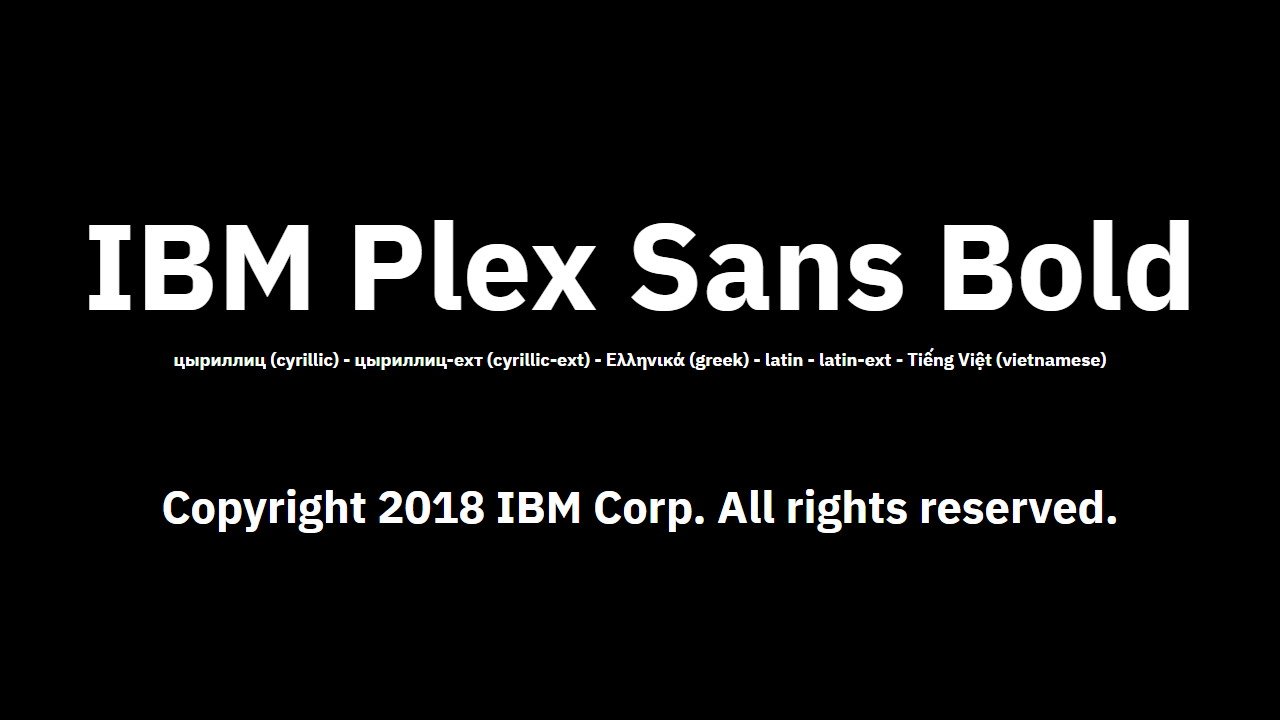 IBM Plex Sans Bold
цыриллиц (cyrillic) - цыриллиц-ехт (cyrillic-ext) - Ελληνικά (greek) - latin - latin-ext - Tiếng Việt (vietnamese)
Copyright 2018 IBM Corp. All rights reserved.